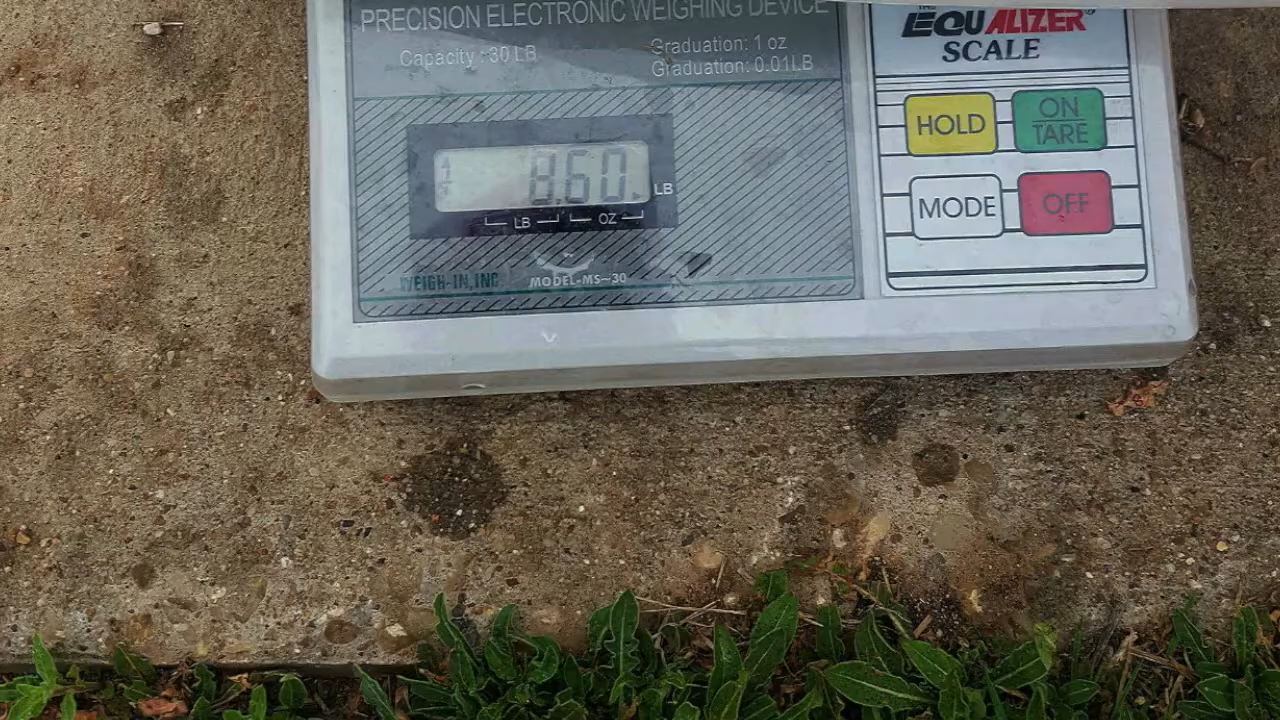 PRECISION ELECTRONIC WEIGHING DEVICE
Capacity : 30 LB
Graduation: 1 oz
Graduation: 0.01LB
8.60
LB
LB OZ
WEIGH-IN, INC
MODEL-MS-30
THE
EQUALIZER
SCALE
HOLD
ON
TARE
MODE
OFF